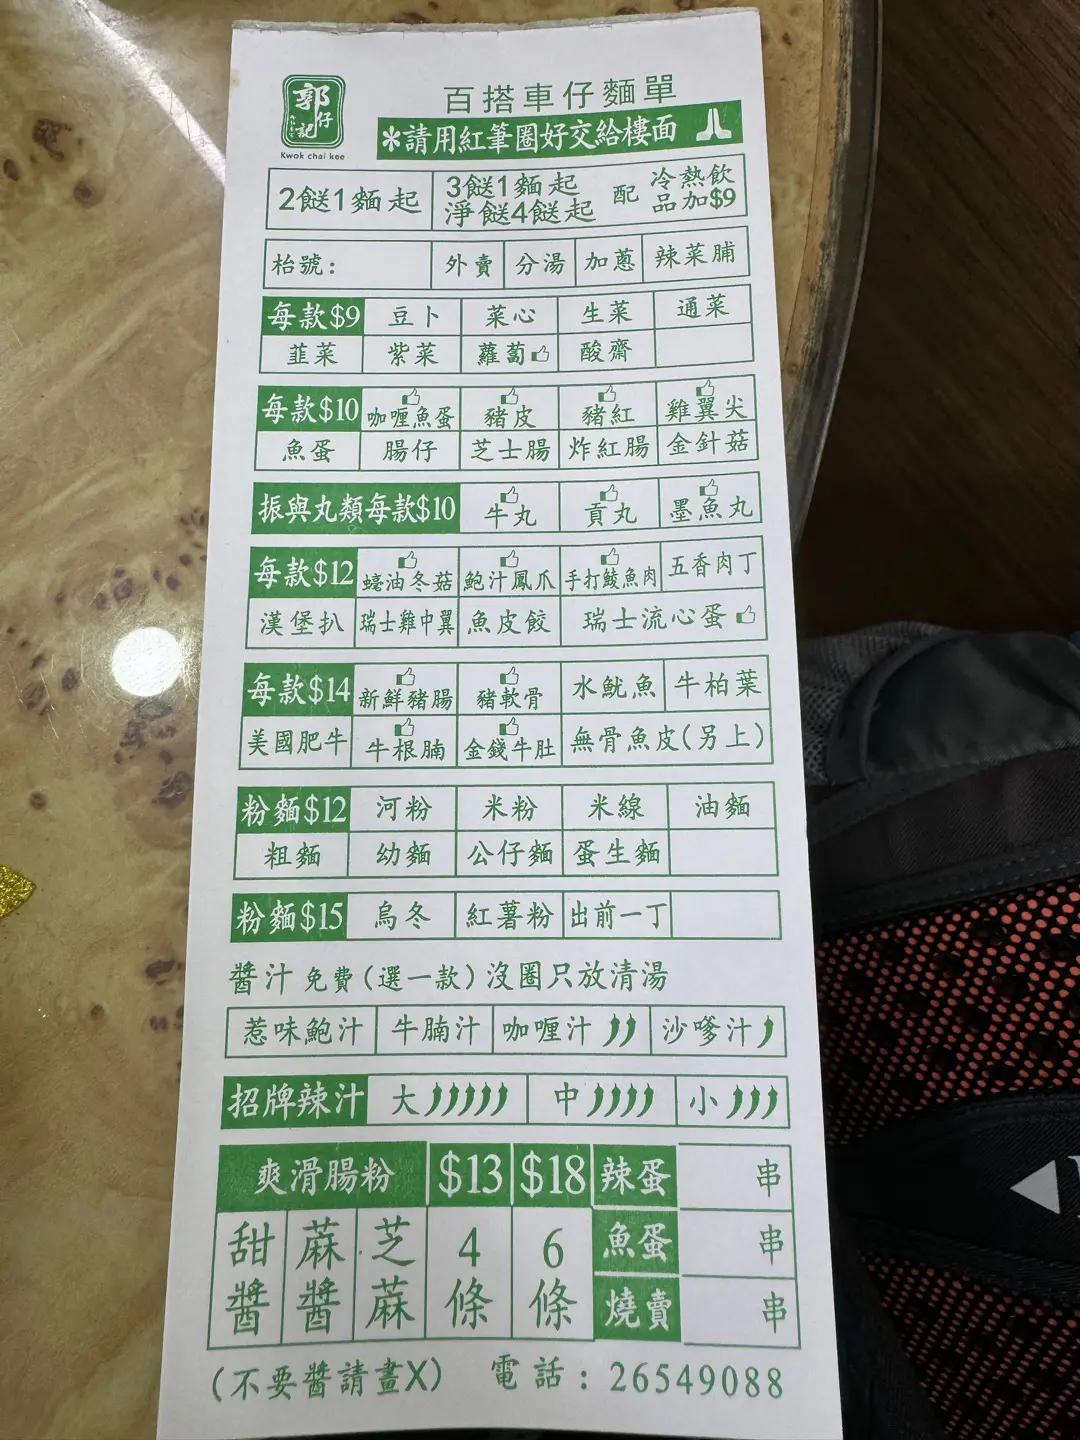 郭仔記
Kwok chai kee
百搭車仔麵單
*請用紅筆圈好交給樓面
2餸1麵起 3餸1麵起 淨餸4餸起 配 冷熱飲品加$9
枱號: 外賣 分湯 加蔥 辣菜脯
每款$9 豆卜 菜心 生菜 通菜
韮菜 紫菜 蘿蔔 酸齋
每款$10 咖喱魚蛋 豬皮 豬紅 雞翼尖
魚蛋 腸仔 芝士腸 炸紅腸 金針菇
振興丸類每款$10 牛丸 貢丸 墨魚丸
每款$12 蠔油冬菇 鮑汁鳳爪 手打鯪魚肉 五香肉丁
漢堡扒 瑞士雞中翼 魚皮餃 瑞士流心蛋
每款$14 新鮮豬腸 豬軟骨 水魷魚 牛柏葉
美國肥牛 牛根腩 金錢牛肚 無骨魚皮(另上)
粉麵$12 河粉 米粉 米線 油麵
粗麵 幼麵 公仔麵 蛋生麵
粉麵$15 烏冬 紅薯粉 出前一丁
醬汁 免費(選一款)沒圈只放清湯
惹味鮑汁 牛腩汁 咖喱汁 沙嗲汁
招牌辣汁 大 中 小
爽滑腸粉 $13 $18 辣蛋 串
甜醬 蔴醬 芝蔴 4條 6條 魚蛋 串
燒賣 串
(不要醬請畫X) 電話:26549088